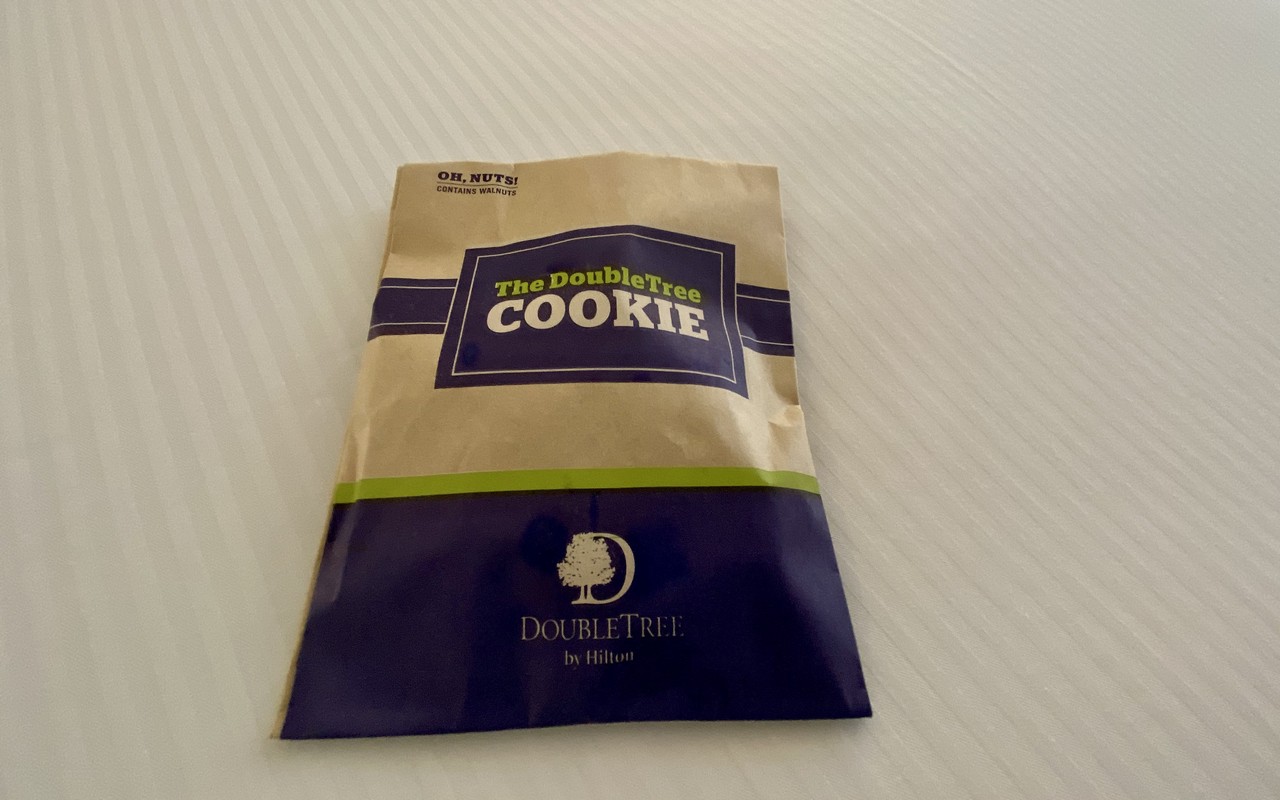 OH, NUTS!
CONTAINS WALNUTS
The DoubleTree
COOKIE
D
DOUBLETREE
by Hilton